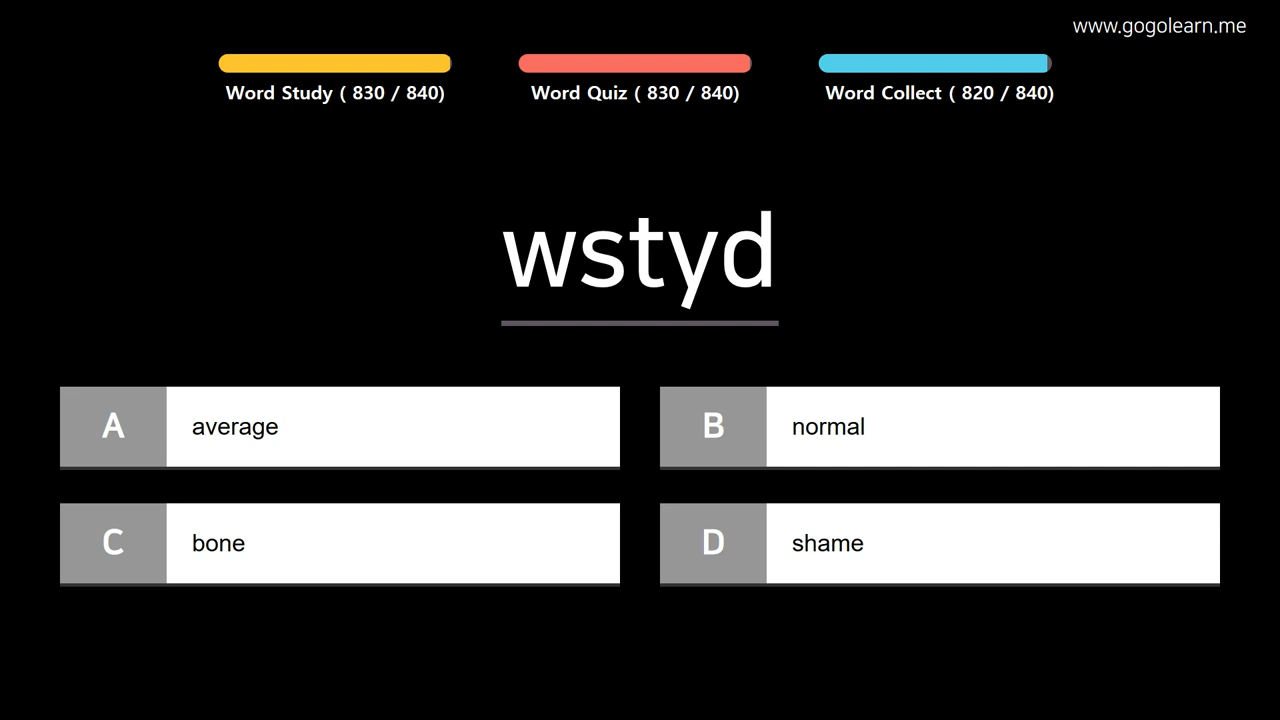 www.gogolearn.me
Word Study ( 830 / 840)
Word Quiz ( 830 / 840)
Word Collect ( 820 / 840)
wstyd
A average
B normal
C bone
D shame